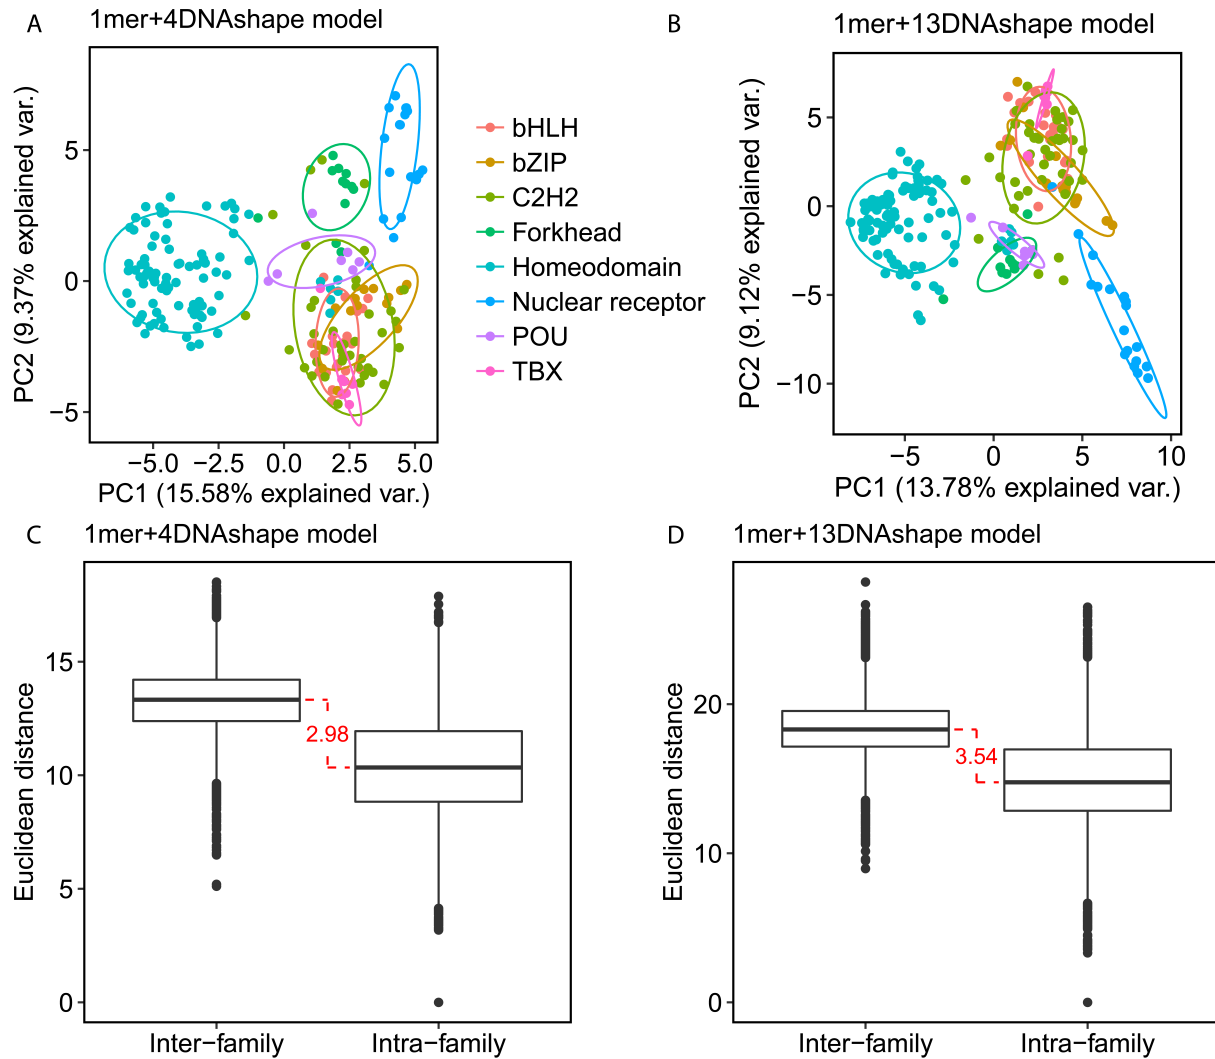 A
1mer+4DNAshape model
PC2 (9.37% explained var.)
5
0
−5
−5.0
−2.5
0.0
2.5
5.0
PC1 (15.58% explained var.)
bHLH
bZIP
C2H2
Forkhead
Homeodomain
Nuclear receptor
POU
TBX
B
1mer+13DNAshape model
PC2 (9.12% explained var.)
5
0
−5
−10
−5
0
5
10
PC1 (13.78% explained var.)
C
1mer+4DNAshape model
Euclidean distance
15
10
5
0
2.98
Inter−family
Intra−family
D
1mer+13DNAshape model
Euclidean distance
20
10
0
3.54
Inter−family
Intra−family